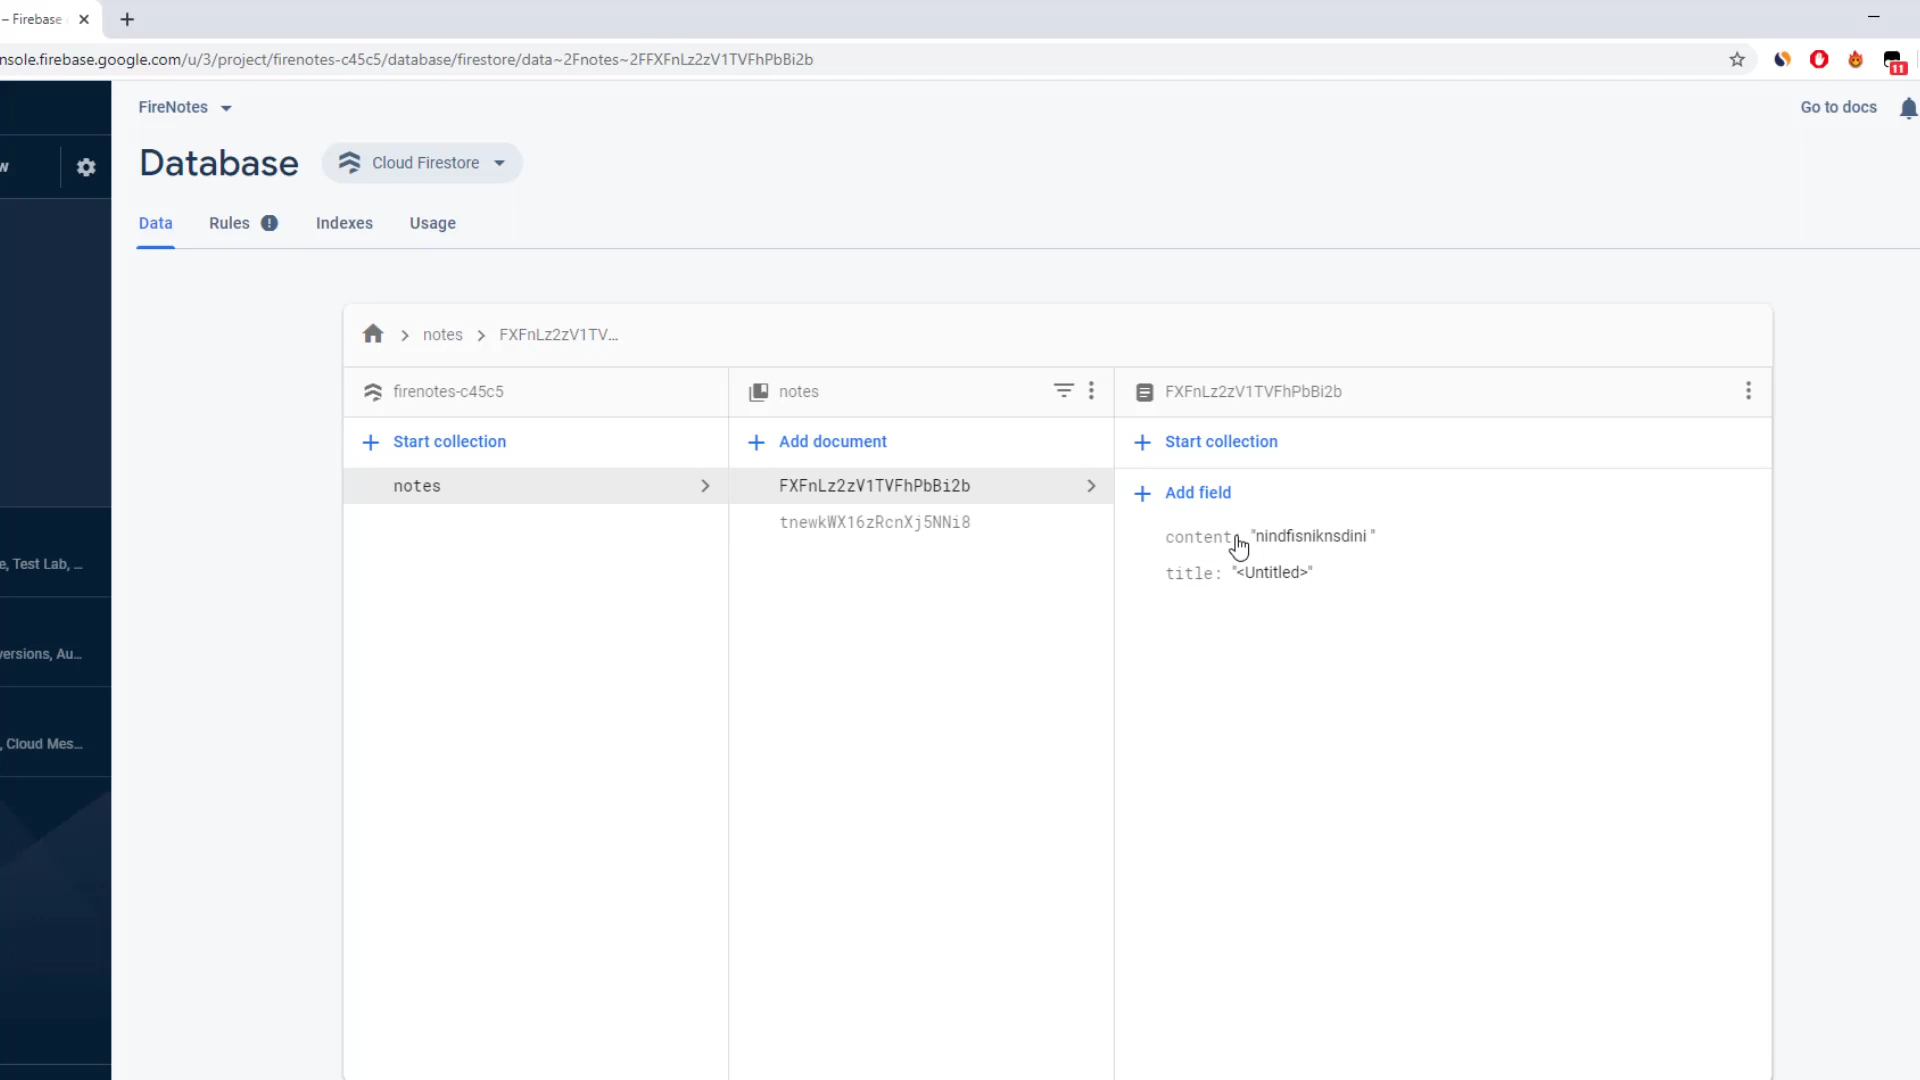 – Firebase
nsole.firebase.google.com/u/3/project/firenotes-c45c5/database/firestore/data~2Fnotes~2FFXFnLz2zV1TVFhPbBi2b
11
FireNotes
Go to docs
w
Database
Cloud Firestore
Data
Rules
Indexes
Usage
notes
FXFnLz2zV1TV...
firenotes-c45c5
notes
FXFnLz2zV1TVFhPbBi2b
Start collection
Add document
Start collection
notes
FXFnLz2zV1TVFhPbBi2b
tnewkWX16zRcnXj5NNi8
Add field
content "nindfisniknsdini "
title: "<Untitled>"
e, Test Lab, ...
versions, Au...
, Cloud Mes...